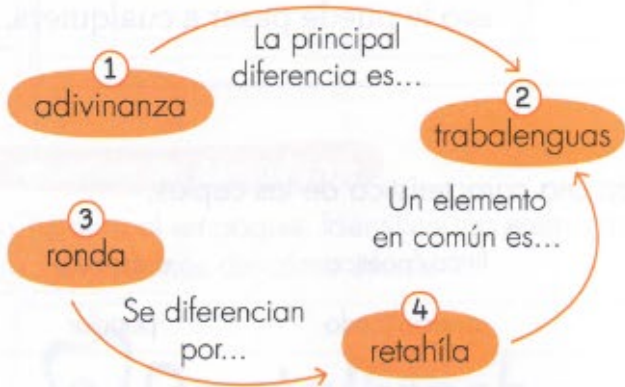 La principal
diferencia es...
1
adivinanza
2
trabalenguas
Un elemento
en común es...
3
ronda
Se diferencian
por...
4
retahíla